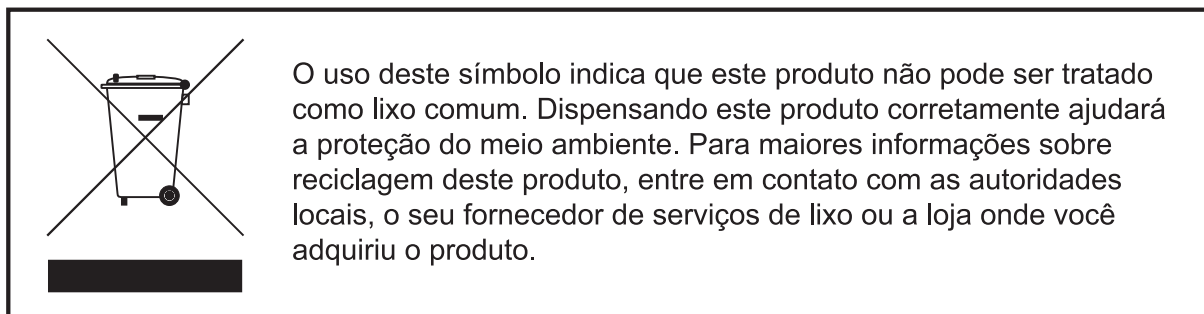 O uso deste símbolo indica que este produto não pode ser tratado
como lixo comum. Dispensando este produto corretamente ajudará
a proteção do meio ambiente. Para maiores informações sobre
reciclagem deste produto, entre em contato com as autoridades
locais, o seu fornecedor de serviços de lixo ou a loja onde você
adquiriu o produto.